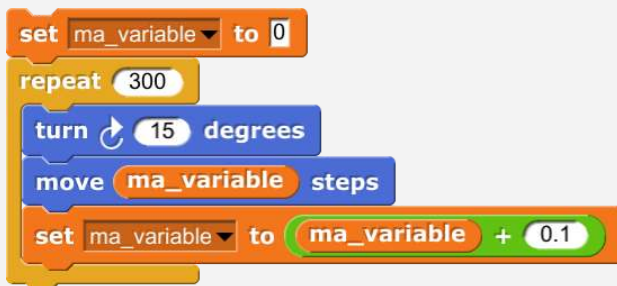 set ma_variable to 0
repeat 300
turn 15 degrees
move ma_variable steps
set ma_variable to ma_variable + 0.1